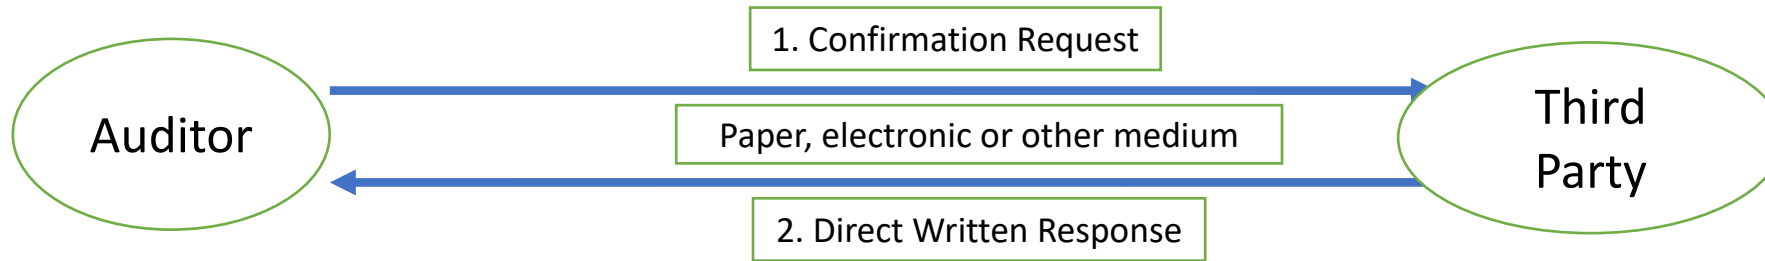 1. Confirmation Request
Auditor
Paper, electronic or other medium
Third
Party
2. Direct Written Response